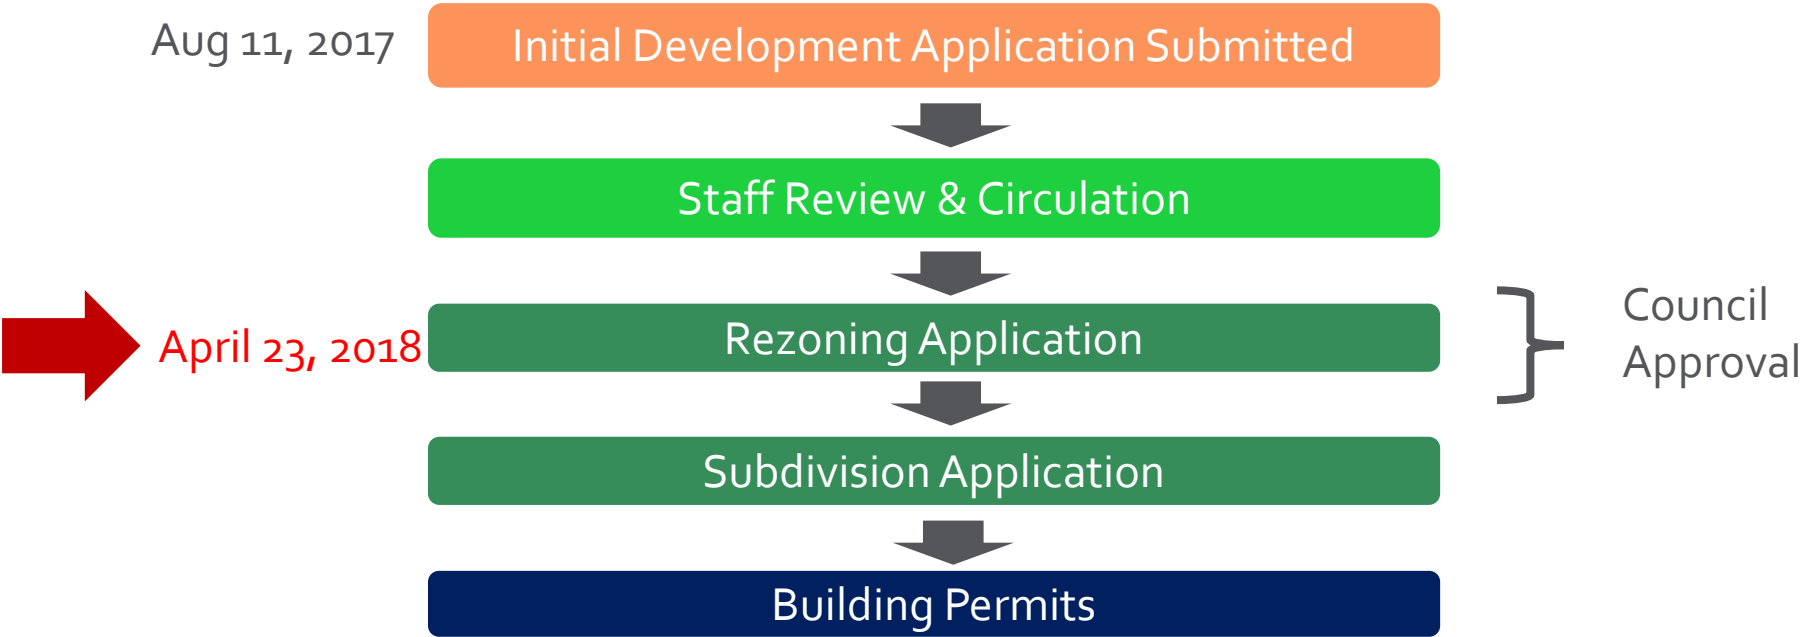 Aug 11, 2017
Initial Development Application Submitted
Staff Review & Circulation
April 23, 2018
Rezoning Application
Council
Approval
Subdivision Application
Building Permits